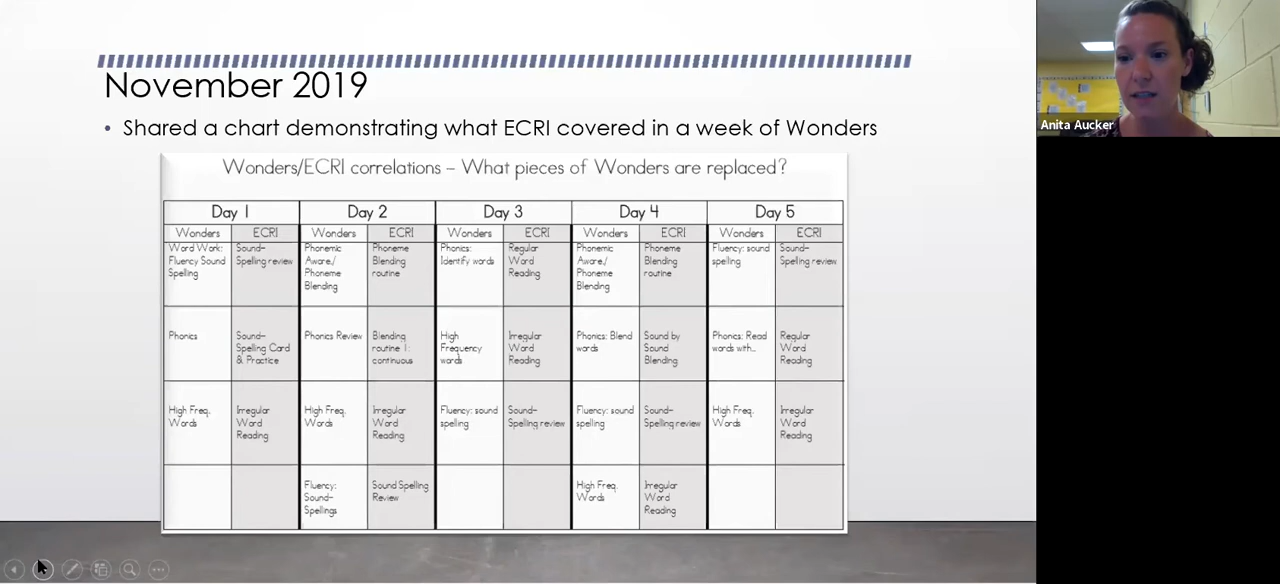 November 2019
• Shared a chart demonstrating what ECRI covered in a week of Wonders
Wonders/ECRI correlations – What pieces of Wonders are replaced?
Day 1 Day 2 Day 3 Day 4 Day 5
Wonders ECRI Wonders ECRI Wonders ECRI Wonders ECRI Wonders ECRI
Word Work:
Fluency Sound
Spelling
Sound-
Spelling review
Phonemic
Aware./
Phoneme
Blending
Phoneme
Blending
routine
Phonics:
Identify words
Regular
Word
Reading
Phonemic
Aware./
Phoneme
Blending
Phoneme
Blending
routine
Fluency: sound
spelling
Sound-
Spelling review
Phonics
Sound-
Spelling Card
& Practice
Phonics Review
Blending
routine 1:
continuous
High
Frequency
words
Irregular
Word
Reading
Phonics: Blend
words
Sound by
Sound
Blending
Phonics: Read
words with...
Regular
Word
Reading
High Freq.
Words
Irregular
Word
Reading
High Freq.
Words
Irregular
Word
Reading
Fluency: sound
spelling
Sound-
Spelling review
Fluency: sound
spelling
Sound-
Spelling review
High Freq.
Words
Irregular
Word
Reading
Fluency:
Sound-
Spellings
Sound Spelling
Review
High Freq.
Words
Irregular
Word
Reading
Anita Aucker